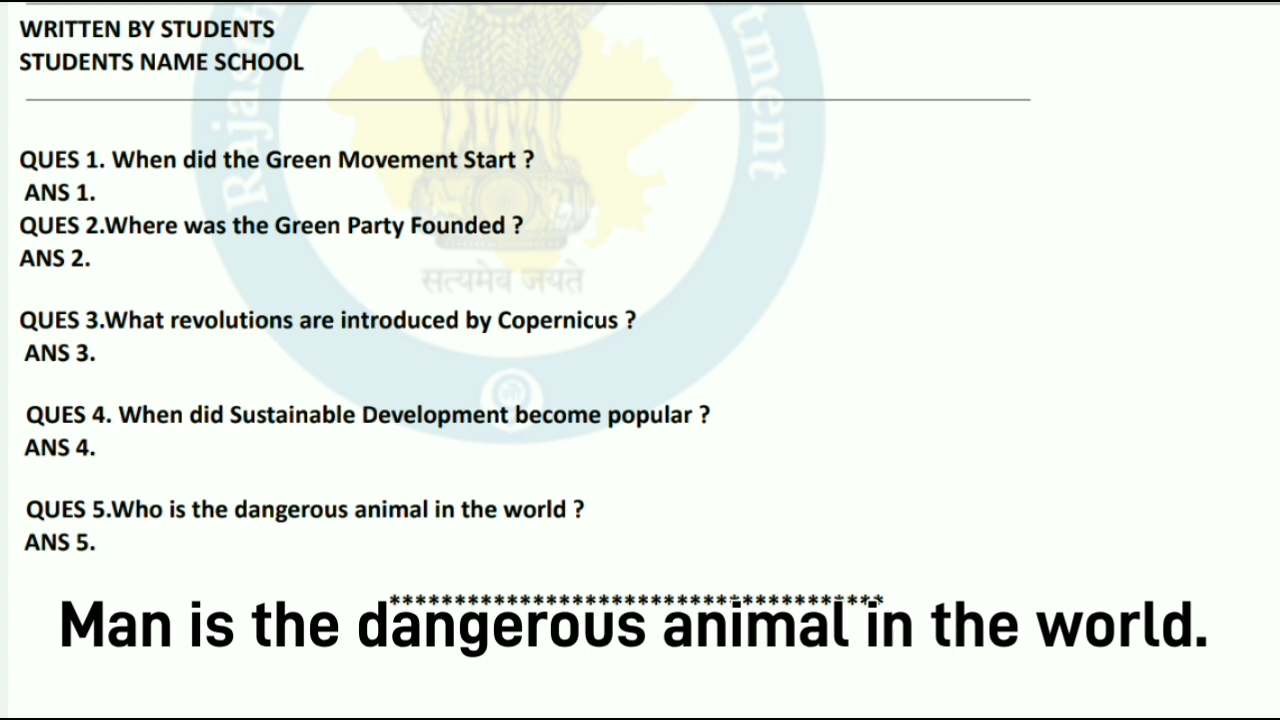 WRITTEN BY STUDENTS
STUDENTS NAME SCHOOL
QUES 1. When did the Green Movement Start ?
ANS 1.
QUES 2.Where was the Green Party Founded ?
ANS 2.
सत्यमेव जयते
QUES 3.What revolutions are introduced by Copernicus ?
ANS 3.
QUES 4. When did Sustainable Development become popular ?
ANS 4.
QUES 5.Who is the dangerous animal in the world ?
ANS 5.
**************************************
Man is the dangerous animal in the world.